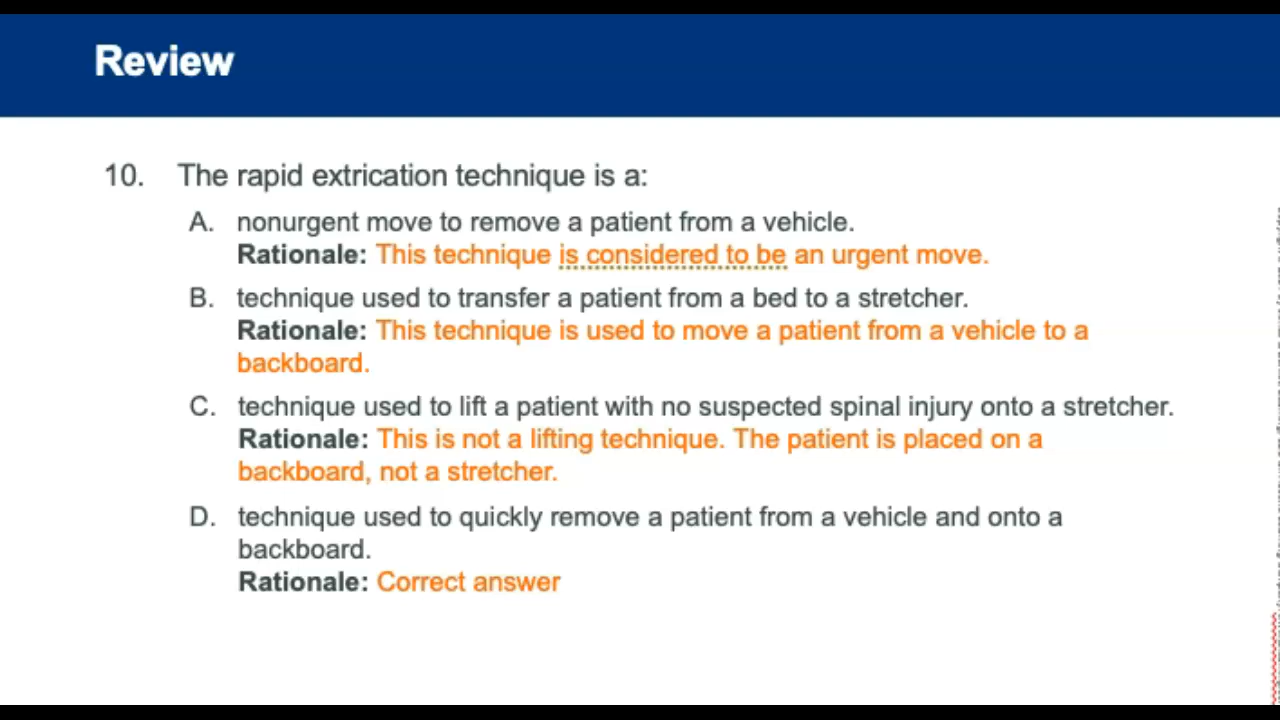 Review
10. The rapid extrication technique is a:
A. nonurgent move to remove a patient from a vehicle.
Rationale: This technique is considered to be an urgent move.
B. technique used to transfer a patient from a bed to a stretcher.
Rationale: This technique is used to move a patient from a vehicle to a
backboard.
C. technique used to lift a patient with no suspected spinal injury onto a stretcher.
Rationale: This is not a lifting technique. The patient is placed on a
backboard, not a stretcher.
D. technique used to quickly remove a patient from a vehicle and onto a
backboard.
Rationale: Correct answer